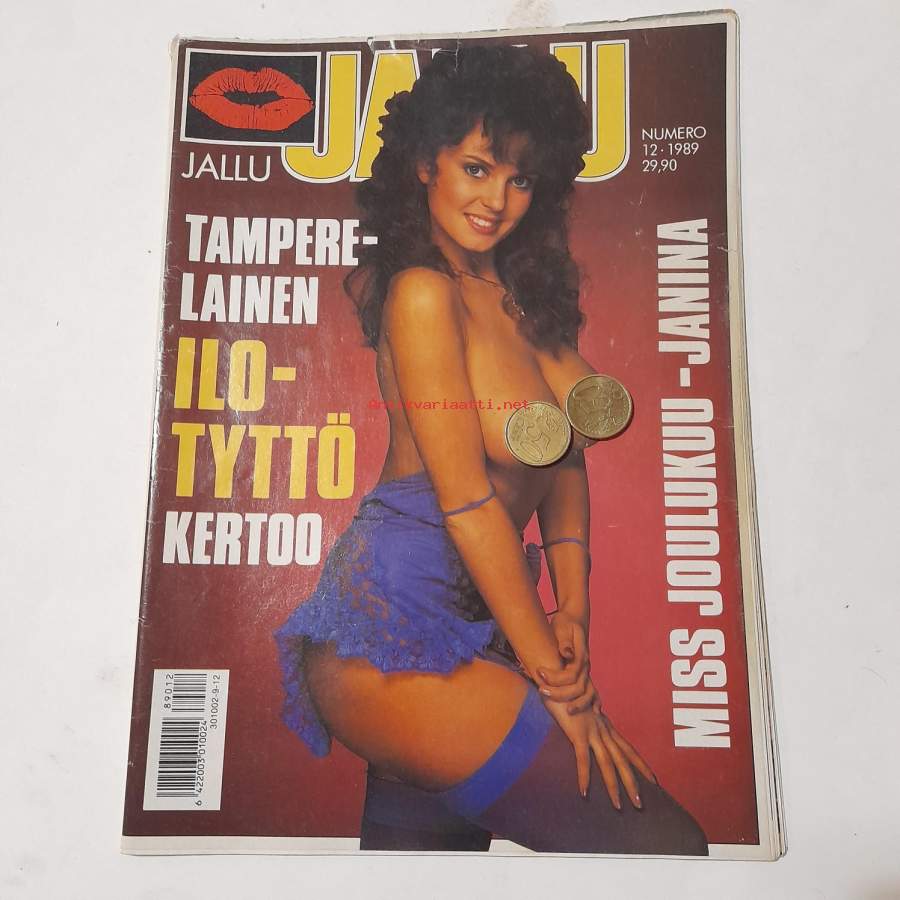 JALLU
JALLU
NUMERO
12 · 1989
29,90
TAMPERE-
LAINEN
ILO-
TYTTÖ
KERTOO
MISS JOULUKUU - JANINA
Antikvariaatti.net
89012
301002-9-12
6 422003 010024